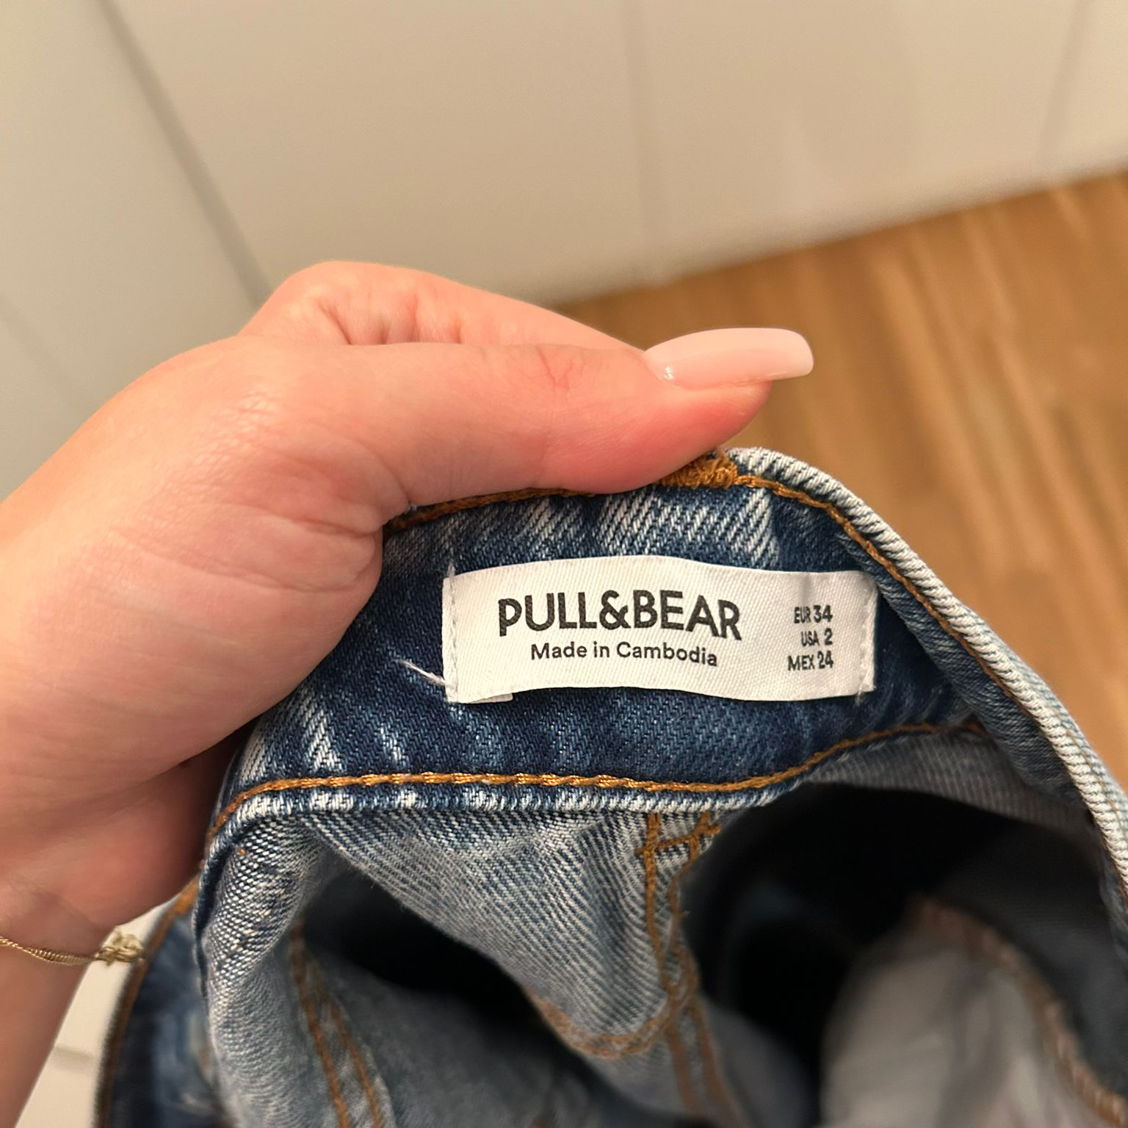 PULL&BEAR
Made in Cambodia
EUR 34
USA 2
MEX 24